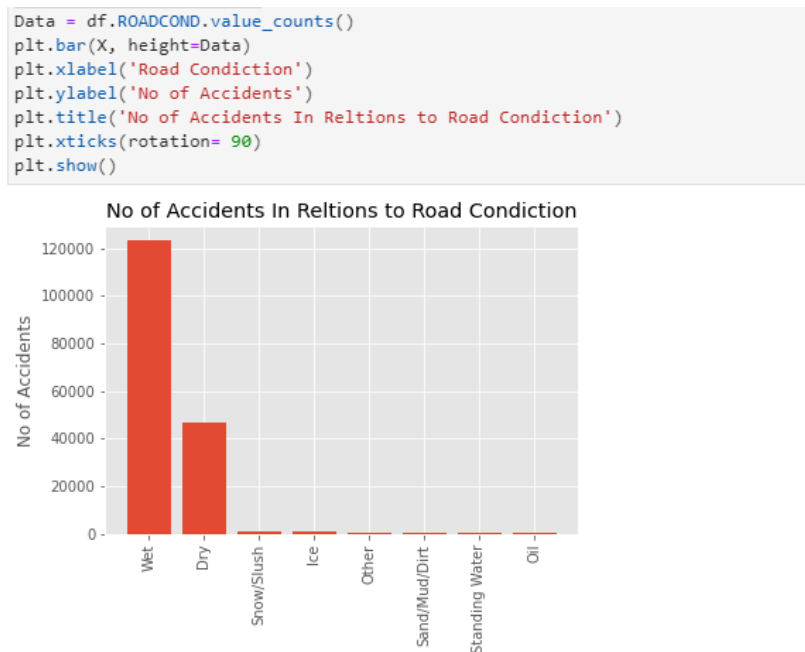 Data = df.ROADCOND.value_counts()
plt.bar(X, height=Data)
plt.xlabel('Road Condiction')
plt.ylabel('No of Accidents')
plt.title('No of Accidents In Reltions to Road Condiction')
plt.xticks(rotation= 90)
plt.show()
No of Accidents In Reltions to Road Condiction
No of Accidents
120000
100000
80000
60000
40000
20000
0
Wet
Dry
Snow/Slush
Ice
Other
Sand/Mud/Dirt
Standing Water
Oil